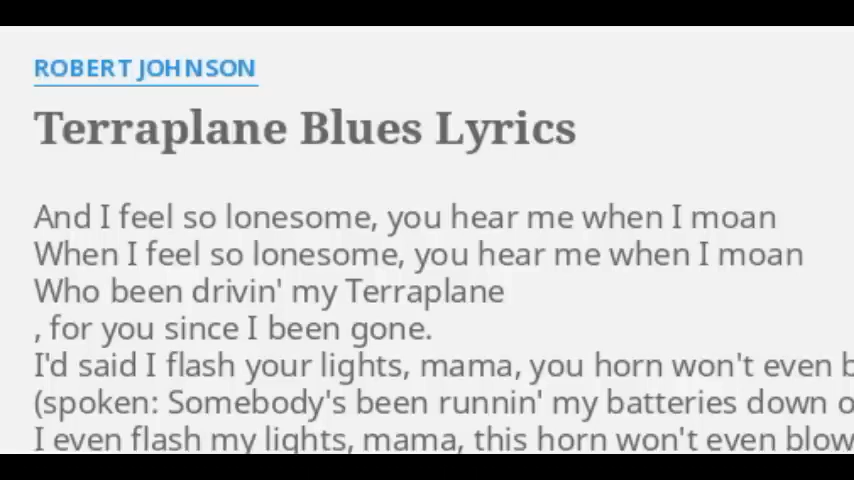 ROBERT JOHNSON
Terraplane Blues Lyrics
And I feel so lonesome, you hear me when I moan
When I feel so lonesome, you hear me when I moan
Who been drivin' my Terraplane
, for you since I been gone.
I'd said I flash your lights, mama, you horn won't even
(spoken: Somebody's been runnin' my batteries down
I even flash my lights, mama, this horn won't even blow